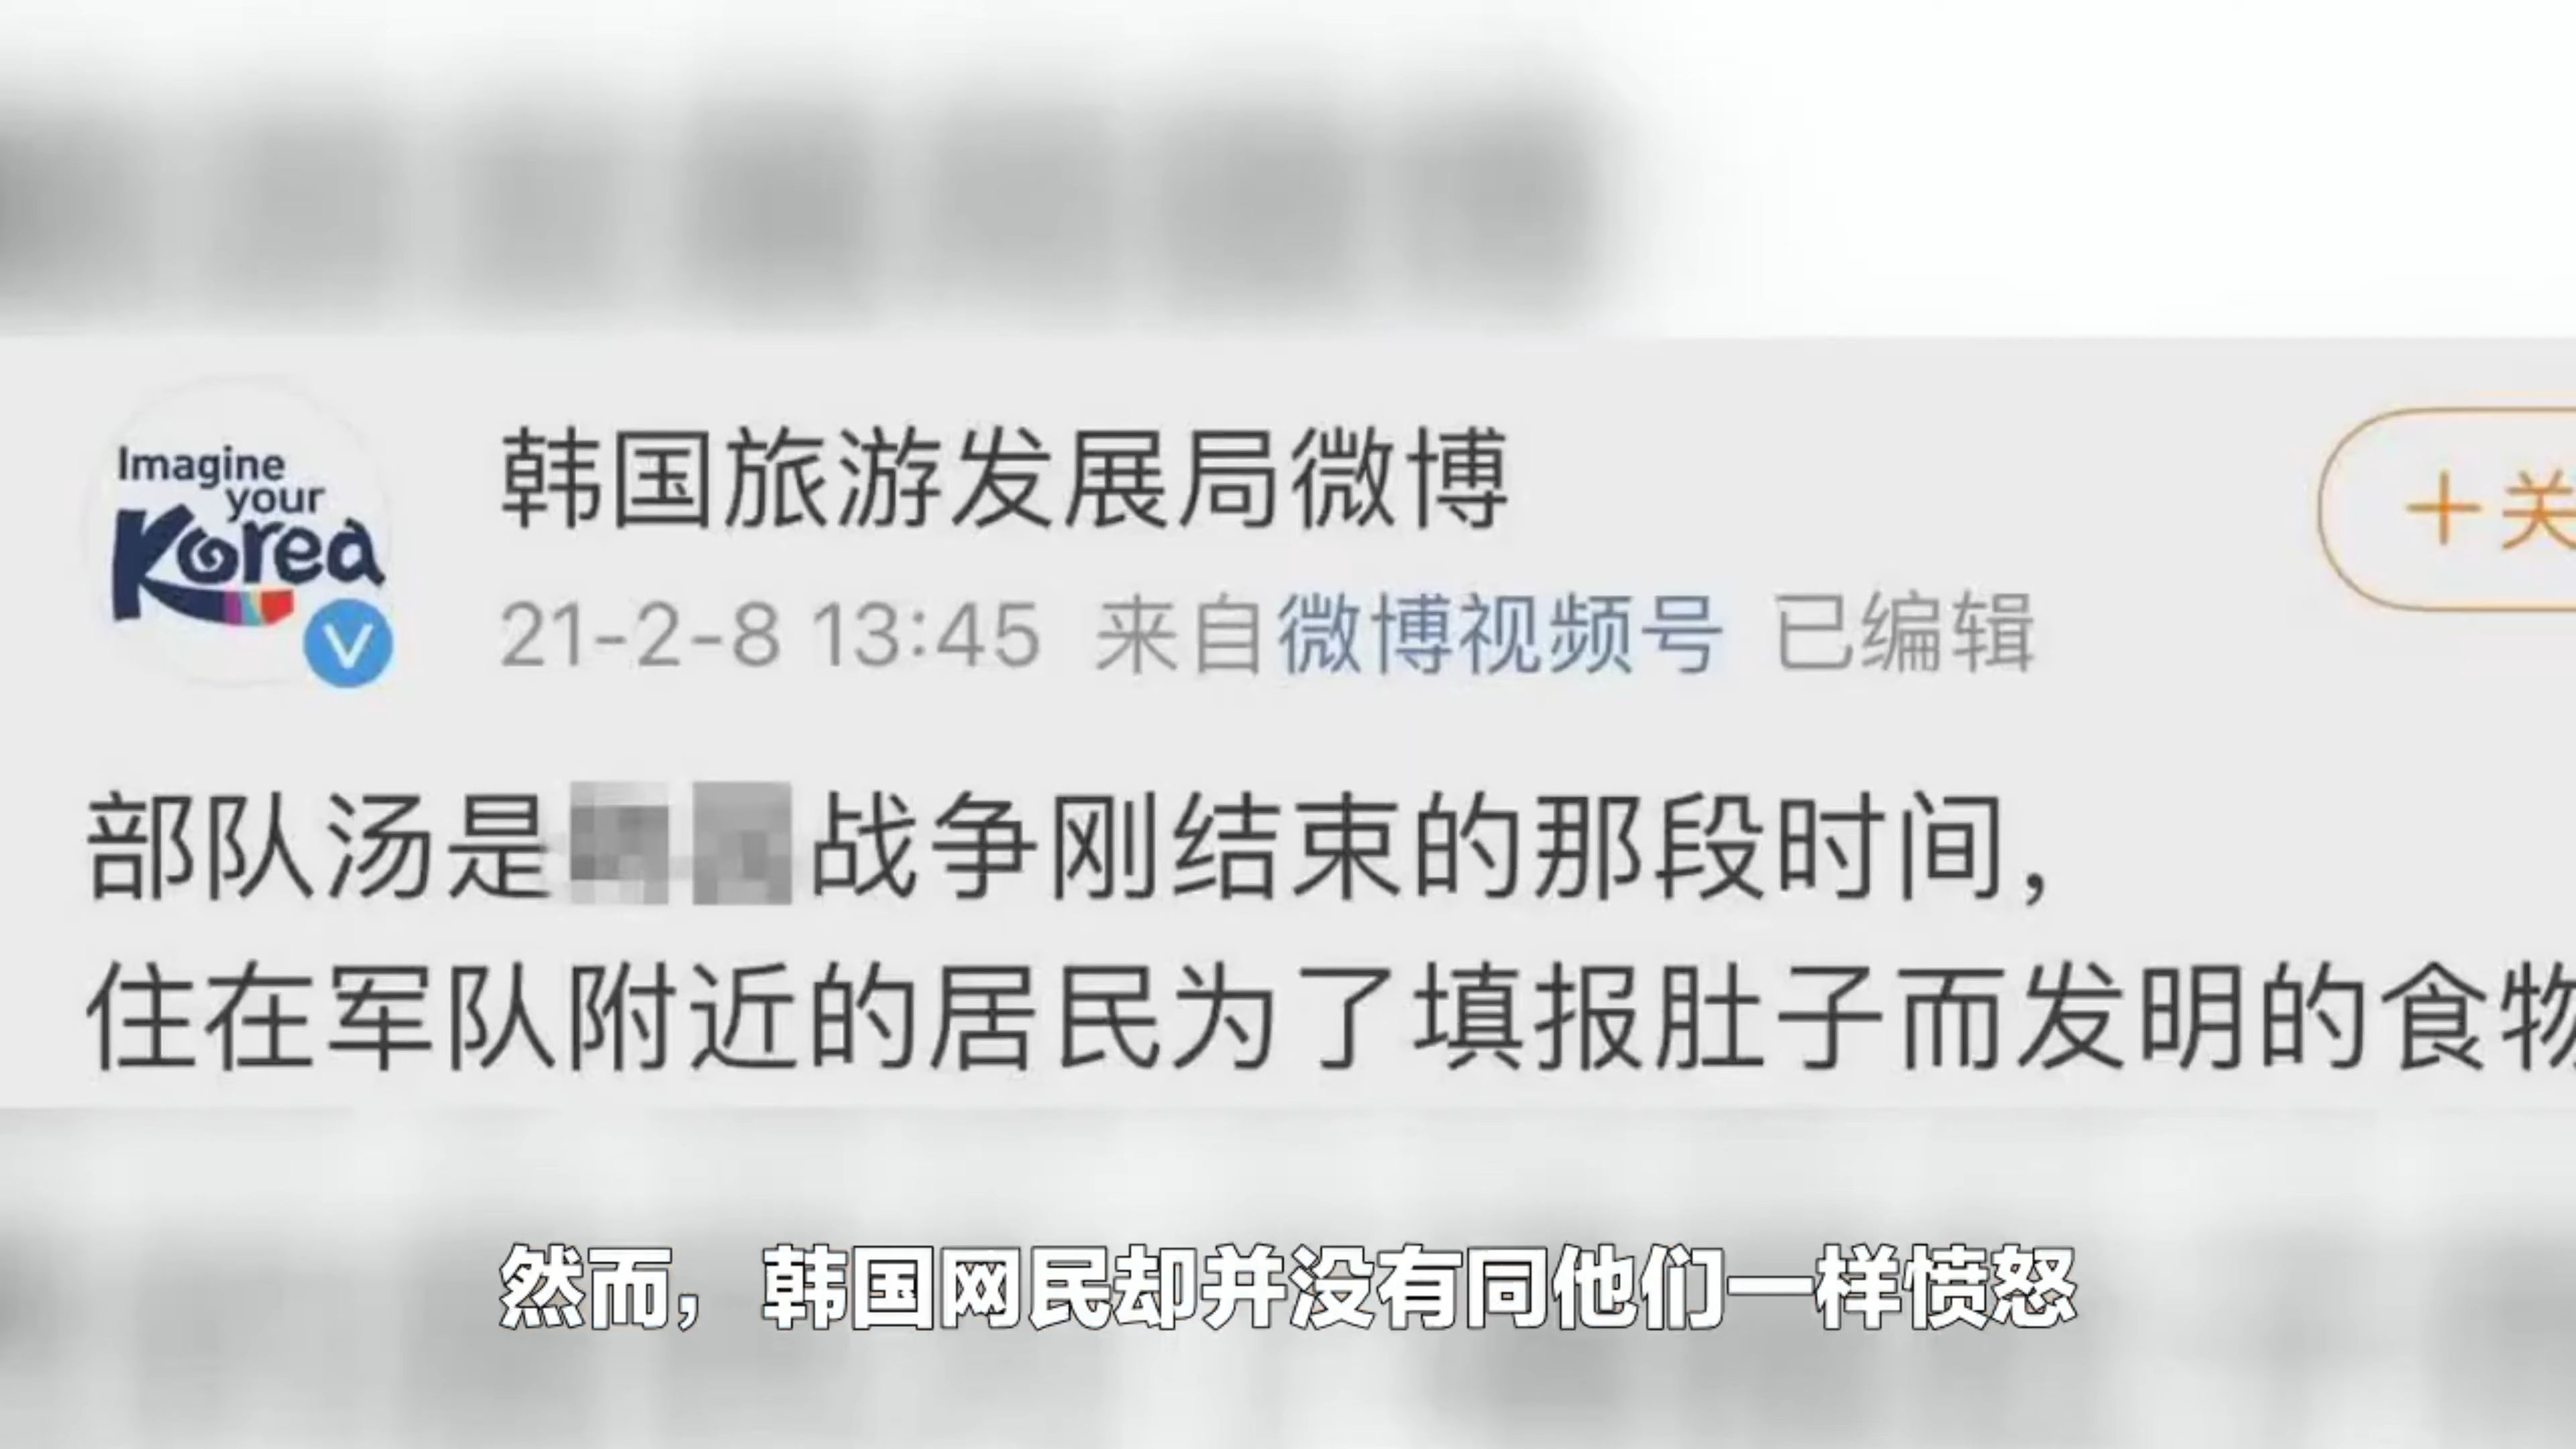 Imagine
your
Korea
韩国旅游发展局微博
+关
21-2-8 13:45 来自微博视频号 已编辑
部队汤是 战争刚结束的那段时间，
住在军队附近的居民为了填报肚子而发明的食物
然而，韩国网民却并没有同他们一样愤怒